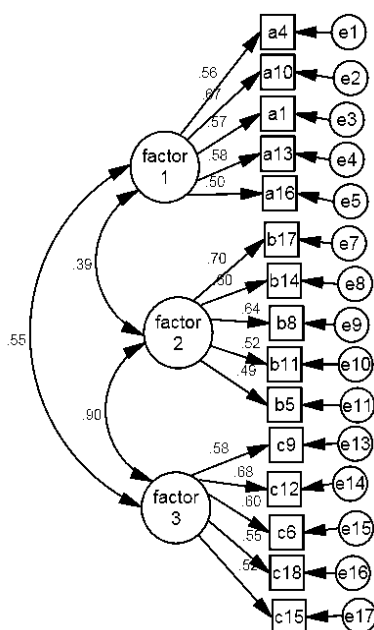 a4 e1
.56
a10 e2
.67
a1 e3
.57
factor
1
.58
a13 e4
.50
a16 e5
b17 e7
.70
.39
b14 e8
b8 e9
.64
factor
2
.55
.52
b11 e10
.49
b5 e11
.90
c9 e13
.58
.68
c12 e14
factor
3
.60
c6 e15
.55
c18 e16
c15 e17